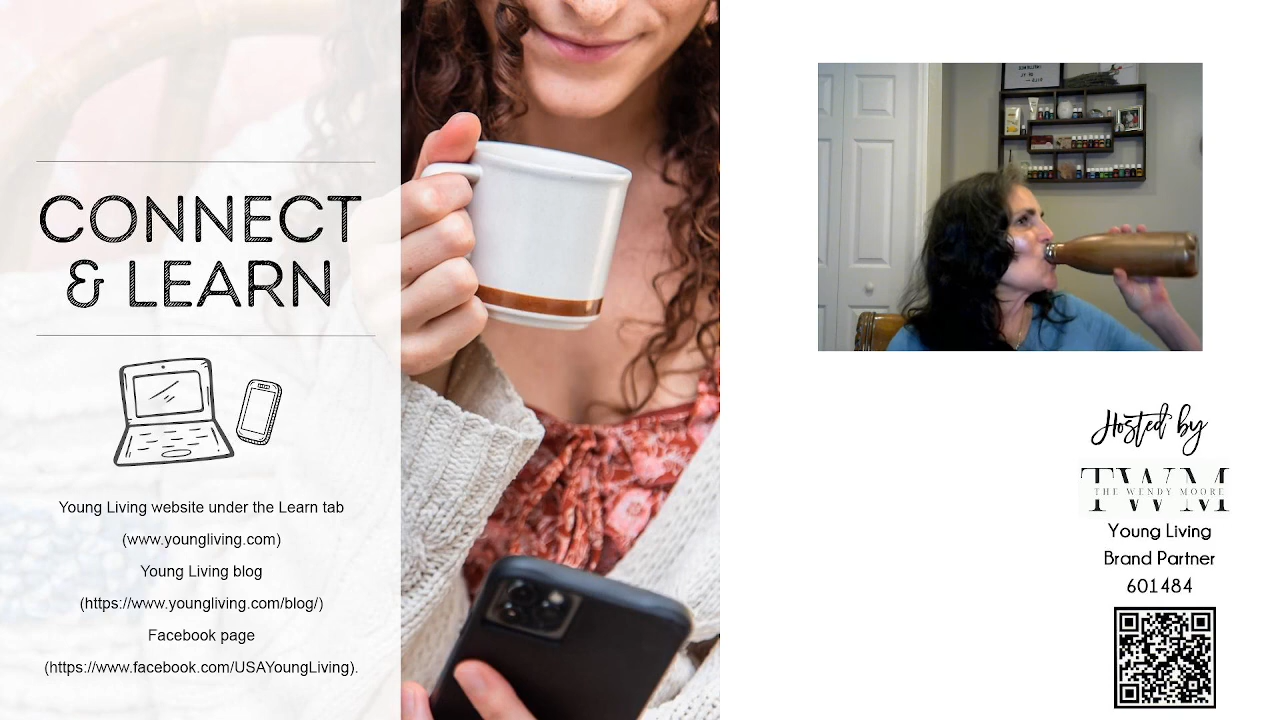 CONNECT
& LEARN
Young Living website under the Learn tab
(www.youngliving.com)
Young Living blog
(https://www.youngliving.com/blog/)
Facebook page
(https://www.facebook.com/USAYoungLiving).
Hosted by
TWM
THE WENDY MOORE
Young Living
Brand Partner
601484